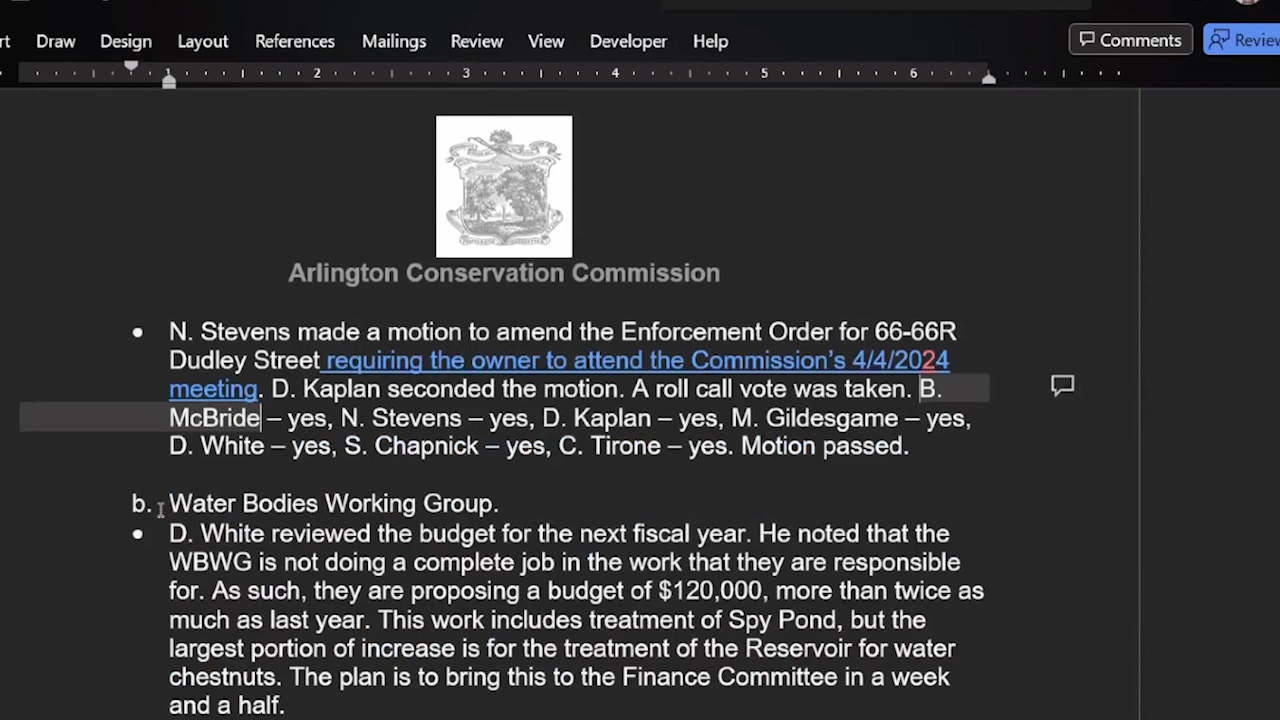 rt Draw Design Layout References Mailings Review View Developer Help Comments Review
1 2 3 4 5 6
Arlington Conservation Commission
• N. Stevens made a motion to amend the Enforcement Order for 66-66R
Dudley Street requiring the owner to attend the Commission's 4/4/2024
meeting. D. Kaplan seconded the motion. A roll call vote was taken. B.
McBride – yes, N. Stevens – yes, D. Kaplan – yes, M. Gildesgame – yes,
D. White – yes, S. Chapnick – yes, C. Tirone – yes. Motion passed.
b. Water Bodies Working Group.
• D. White reviewed the budget for the next fiscal year. He noted that the
WBWG is not doing a complete job in the work that they are responsible
for. As such, they are proposing a budget of $120,000, more than twice as
much as last year. This work includes treatment of Spy Pond, but the
largest portion of increase is for the treatment of the Reservoir for water
chestnuts. The plan is to bring this to the Finance Committee in a week
and a half.